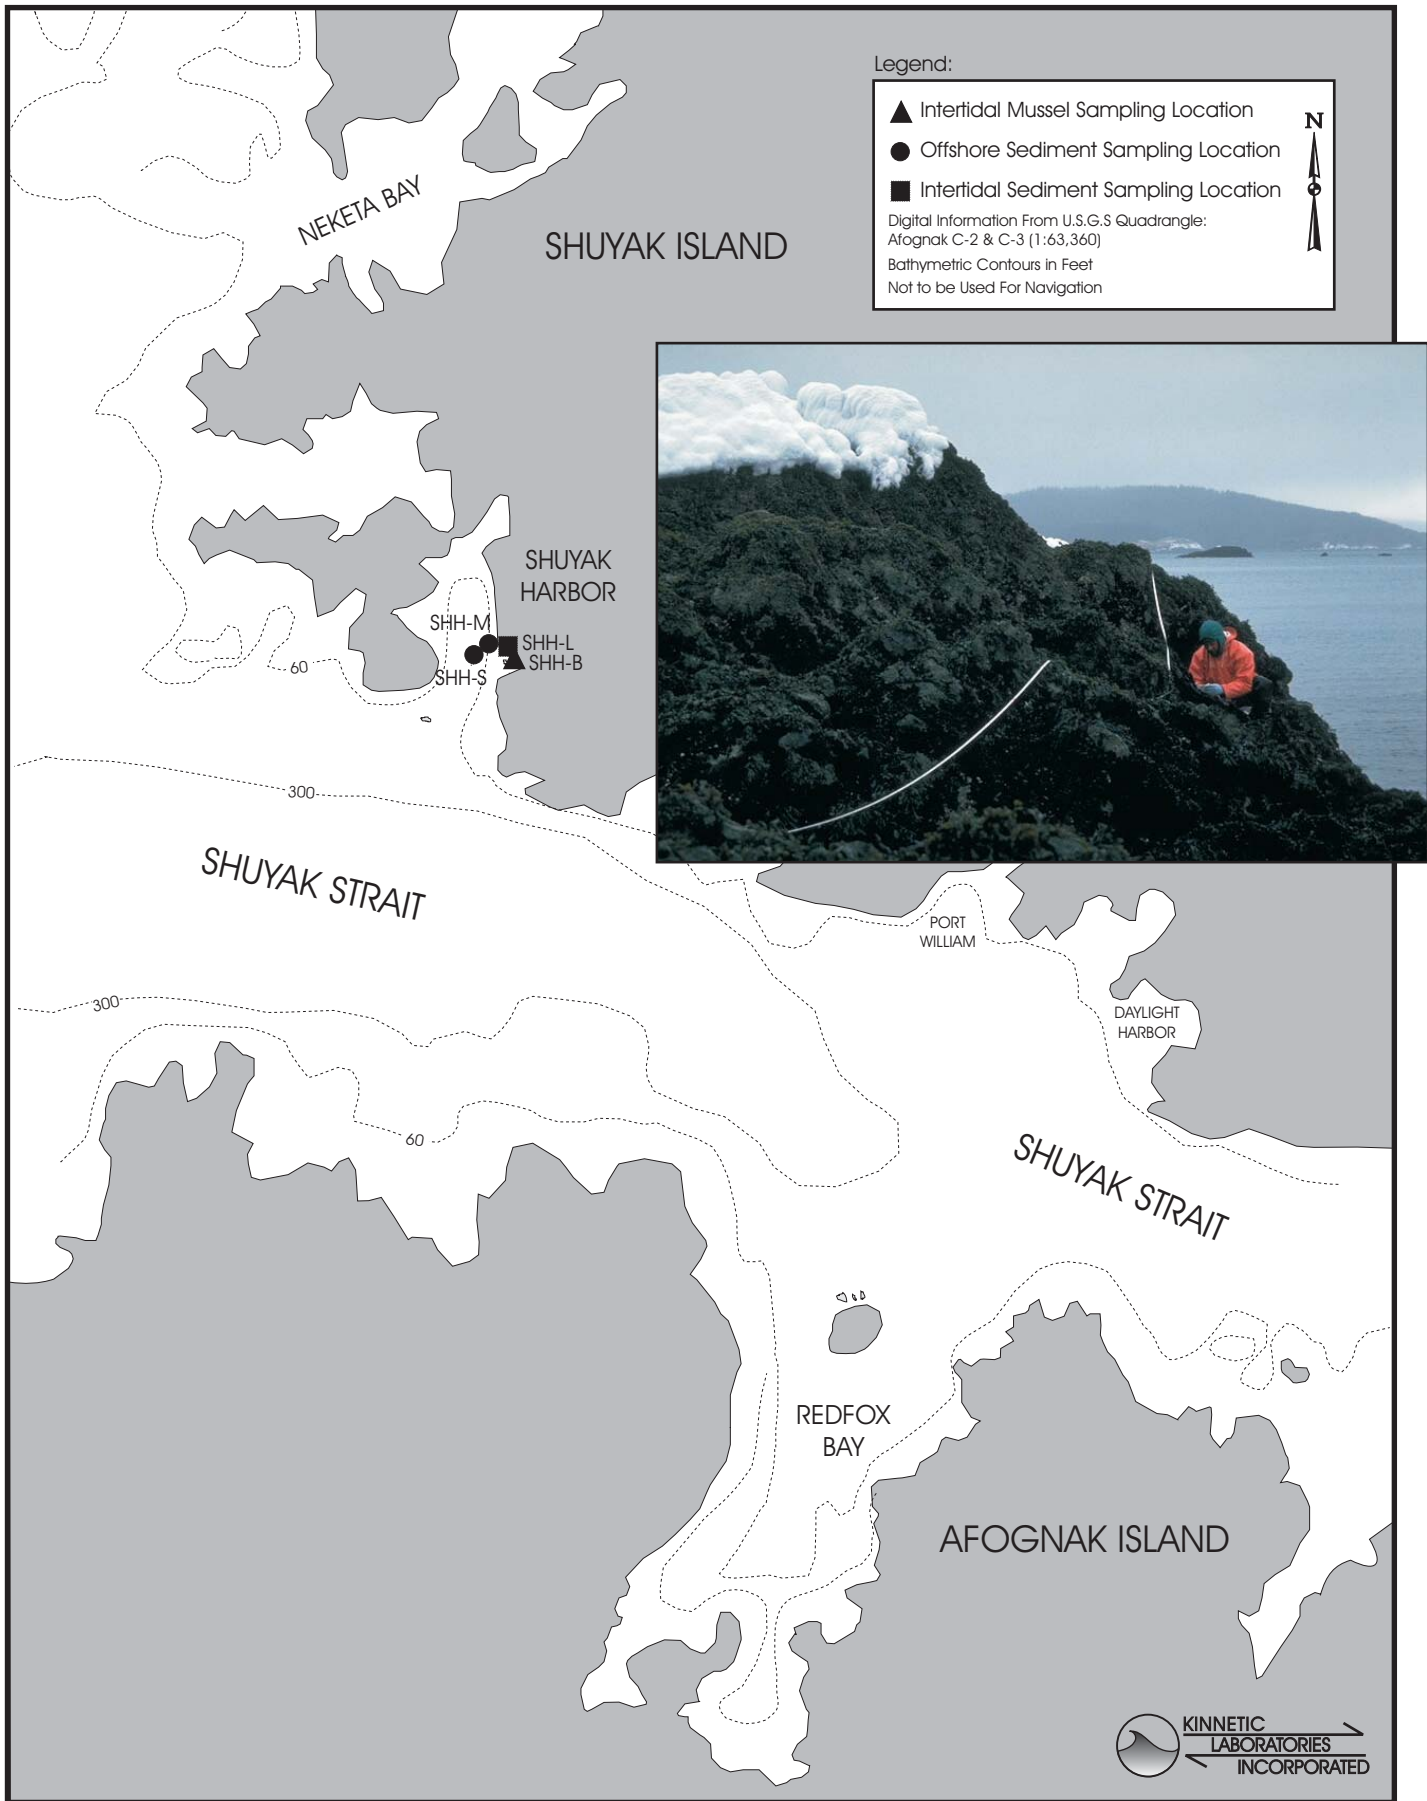 Legend:
Intertidal Mussel Sampling Location
Offshore Sediment Sampling Location
Intertidal Sediment Sampling Location
N
Digital Information From U.S.G.S Quadrangle:
Afognak C-2 & C-3 (1:63,360)
Bathymetric Contours in Feet
Not to be Used For Navigation
NEKETA BAY
SHUYAK ISLAND
SHUYAK
HARBOR
SHH-M
SHH-L
SHH-B
SHH-S
60
300
SHUYAK STRAIT
PORT
WILLIAM
300
DAYLIGHT
HARBOR
60
SHUYAK STRAIT
REDFOX
BAY
AFOGNAK ISLAND
KINNETIC
LABORATORIES
INCORPORATED